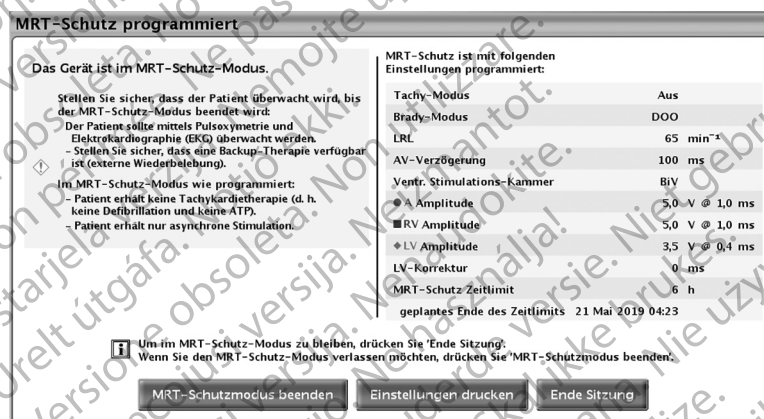 MRT-Schutz programmiert
Das Gerät ist im MRT-Schutz-Modus.
Stellen Sie sicher, dass der Patient überwacht wird, bis
der MRT-Schutz-Modus beendet wird:
Der Patient sollte mittels Pulsoxymetrie und
Elektrokardiographie (EKG) überwacht werden.
- Stellen Sie sicher, dass eine Backup-Therapie verfügbar
ist (externe Wiederbelebung).
Im MRT-Schutz-Modus wie programmiert:
- Patient erhält keine Tachykardietherapie (d. h.
keine Defibrillation und keine ATP).
- Patient erhält nur asynchrone Stimulation.
MRT-Schutz ist mit folgenden
Einstellungen programmiert:
Tachy-Modus Aus
Brady-Modus DOO
LRL 65 min⁻¹
AV-Verzögerung 100 ms
Ventr. Stimulations-Kammer BiV
A Amplitude 5,0 V @ 1,0 ms
RV Amplitude 5,0 V @ 1,0 ms
LV Amplitude 3,5 V @ 0,4 ms
LV-Korrektur 0 ms
MRT-Schutz Zeitlimit 6 h
geplantes Ende des Zeitlimits 21 Mai 2019 04:23
Um im MRT-Schutz-Modus zu bleiben, drücken Sie 'Ende Sitzung'.
Wenn Sie den MRT-Schutz-Modus verlassen möchten, drücken Sie 'MRT-Schutzmodus beenden'.
MRT-Schutzmodus beenden Einstellungen drucken Ende Sitzung